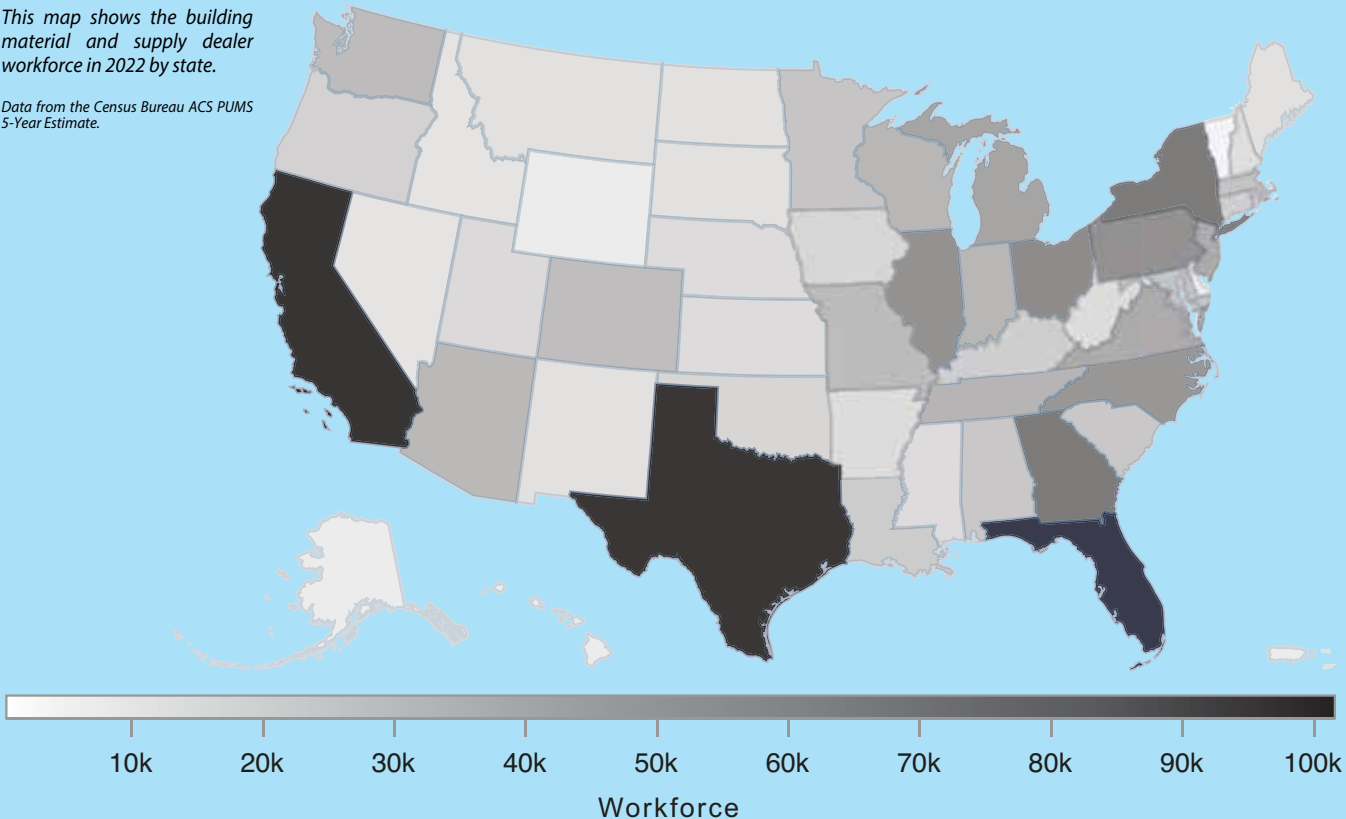 This map shows the building
material and supply dealer
workforce in 2022 by state.
Data from the Census Bureau ACS PUMS
5-Year Estimate.
10k 20k 30k 40k 50k 60k 70k 80k 90k 100k
Workforce